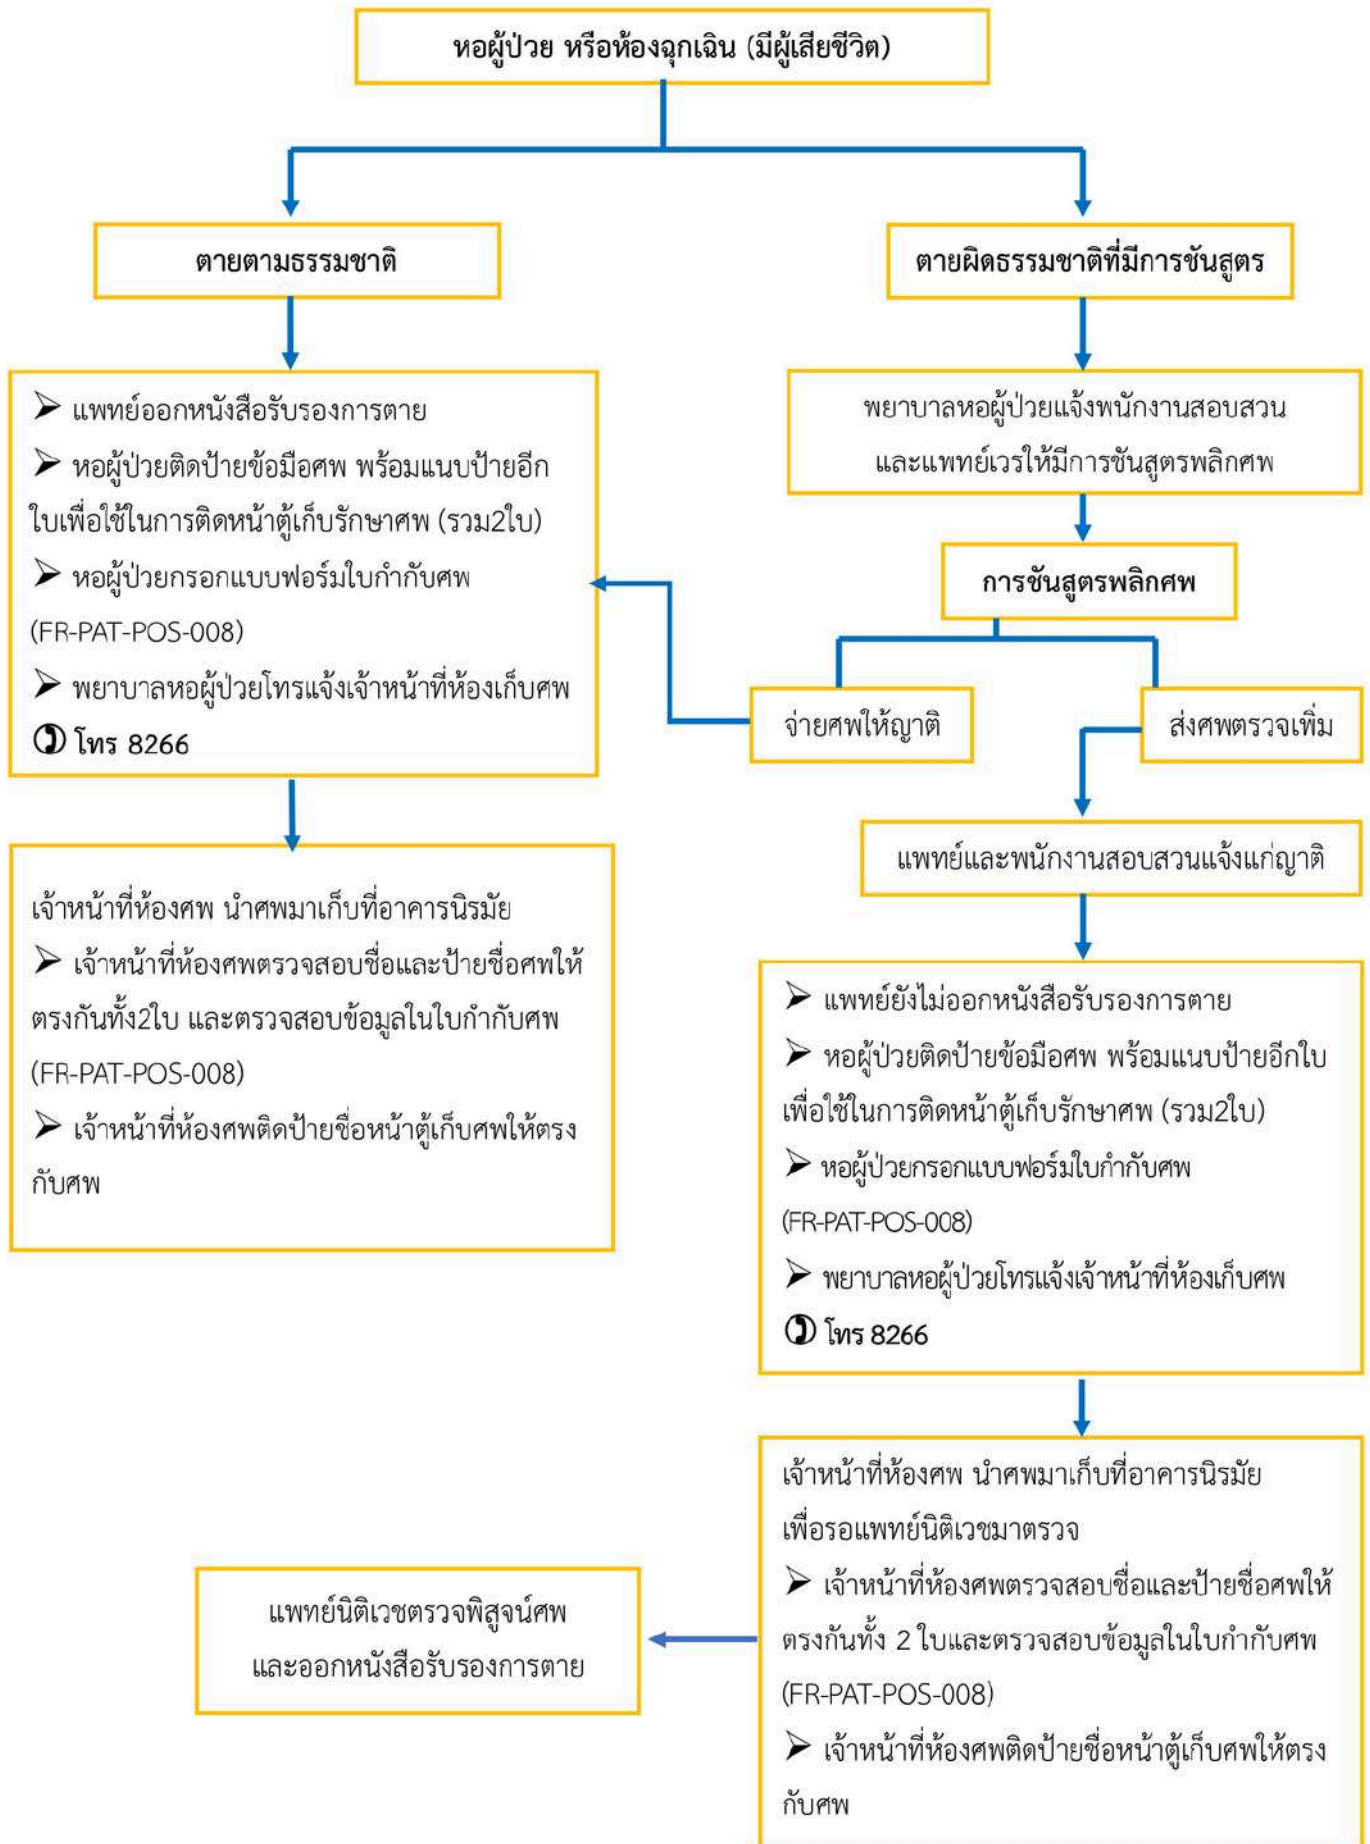 หอผู้ป่วย หรือห้องฉุกเฉิน (มีผู้เสียชีวิต)
ตายตามธรรมชาติ
ตายผิดธรรมชาติที่มีการชันสูตร
➢ แพทย์ออกหนังสือรับรองการตาย
➢ หอผู้ป่วยติดป้ายข้อมือศพ พร้อมแนบป้ายอีก
ใบเพื่อใช้ในการติดหน้าตู้เก็บรักษาศพ (รวม2ใบ)
➢ หอผู้ป่วยกรอกแบบฟอร์มใบกำกับศพ
(FR-PAT-POS-008)
➢ พยาบาลหอผู้ป่วยโทรแจ้งเจ้าหน้าที่ห้องเก็บศพ
✆ โทร 8266
พยาบาลหอผู้ป่วยแจ้งพนักงานสอบสวน
และแพทย์เวรให้มีการชันสูตรพลิกศพ
การชันสูตรพลิกศพ
จ่ายศพให้ญาติ
ส่งศพตรวจเพิ่ม
เจ้าหน้าที่ห้องศพ นำศพมาเก็บที่อาคารนิรมัย
➢ เจ้าหน้าที่ห้องศพตรวจสอบชื่อและป้ายชื่อศพให้
ตรงกันทั้ง2ใบ และตรวจสอบข้อมูลในใบกำกับศพ
(FR-PAT-POS-008)
➢ เจ้าหน้าที่ห้องศพติดป้ายชื่อหน้าตู้เก็บศพให้ตรง
กับศพ
แพทย์และพนักงานสอบสวนแจ้งแก่ญาติ
➢ แพทย์ยังไม่ออกหนังสือรับรองการตาย
➢ หอผู้ป่วยติดป้ายข้อมือศพ พร้อมแนบป้ายอีกใบ
เพื่อใช้ในการติดหน้าตู้เก็บรักษาศพ (รวม2ใบ)
➢ หอผู้ป่วยกรอกแบบฟอร์มใบกำกับศพ
(FR-PAT-POS-008)
➢ พยาบาลหอผู้ป่วยโทรแจ้งเจ้าหน้าที่ห้องเก็บศพ
✆ โทร 8266
เจ้าหน้าที่ห้องศพ นำศพมาเก็บที่อาคารนิรมัย
เพื่อรอแพทย์นิติเวชมาตรวจ
➢ เจ้าหน้าที่ห้องศพตรวจสอบชื่อและป้ายชื่อศพให้
ตรงกันทั้ง 2 ใบและตรวจสอบข้อมูลในใบกำกับศพ
(FR-PAT-POS-008)
➢ เจ้าหน้าที่ห้องศพติดป้ายชื่อหน้าตู้เก็บศพให้ตรง
กับศพ
แพทย์นิติเวชตรวจพิสูจน์ศพ
และออกหนังสือรับรองการตาย